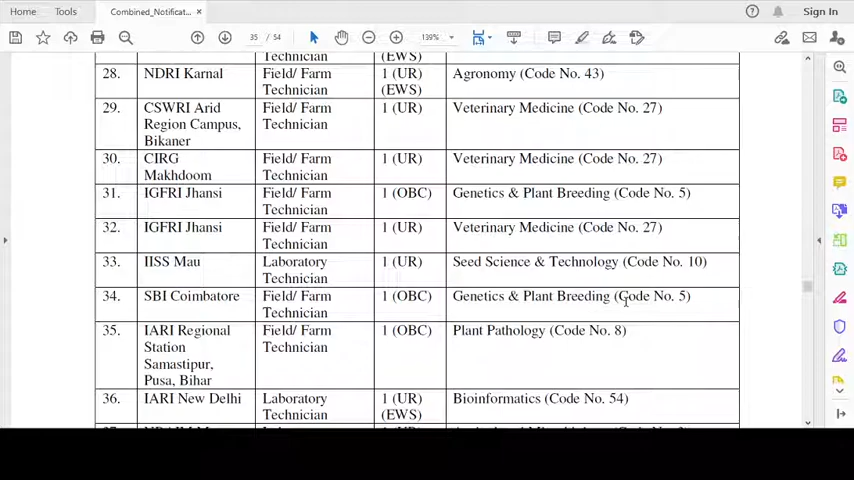 Home Tools Combined_Notificat... × Sign In
35 / 54 139%
Technician (EWS)
28. NDRI Karnal Field/ Farm 1 (UR) Agronomy (Code No. 43)
Technician (EWS)
29. CSWRI Arid Field/ Farm 1 (UR) Veterinary Medicine (Code No. 27)
Region Campus, Technician
Bikaner
30. CIRG Field/ Farm 1 (UR) Veterinary Medicine (Code No. 27)
Makhdoom Technician
31. IGFRI Jhansi Field/ Farm 1 (OBC) Genetics & Plant Breeding (Code No. 5)
Technician
32. IGFRI Jhansi Field/ Farm 1 (UR) Veterinary Medicine (Code No. 27)
Technician
33. IISS Mau Laboratory 1 (UR) Seed Science & Technology (Code No. 10)
Technician
34. SBI Coimbatore Field/ Farm 1 (OBC) Genetics & Plant Breeding (Code No. 5)
Technician
35. IARI Regional Field/ Farm 1 (OBC) Plant Pathology (Code No. 8)
Station Technician
Samastipur,
Pusa, Bihar
36. IARI New Delhi Laboratory 1 (UR) Bioinformatics (Code No. 54)
Technician (EWS)